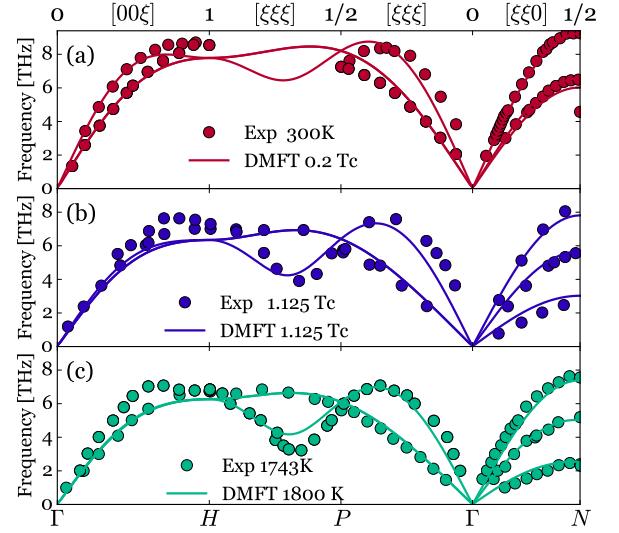 0 [00ξ] 1 [ξξξ] 1/2 [ξξξ] 0 [ξξ0] 1/2
(a)
Frequency [THz]
8
6
4
2
0
Exp 300K
DMFT 0.2 Tc
(b)
Frequency [THz]
8
6
4
2
0
Exp 1.125 Tc
DMFT 1.125 Tc
(c)
Frequency [THz]
8
6
4
2
0
Exp 1743K
DMFT 1800 K
Γ H P Γ N